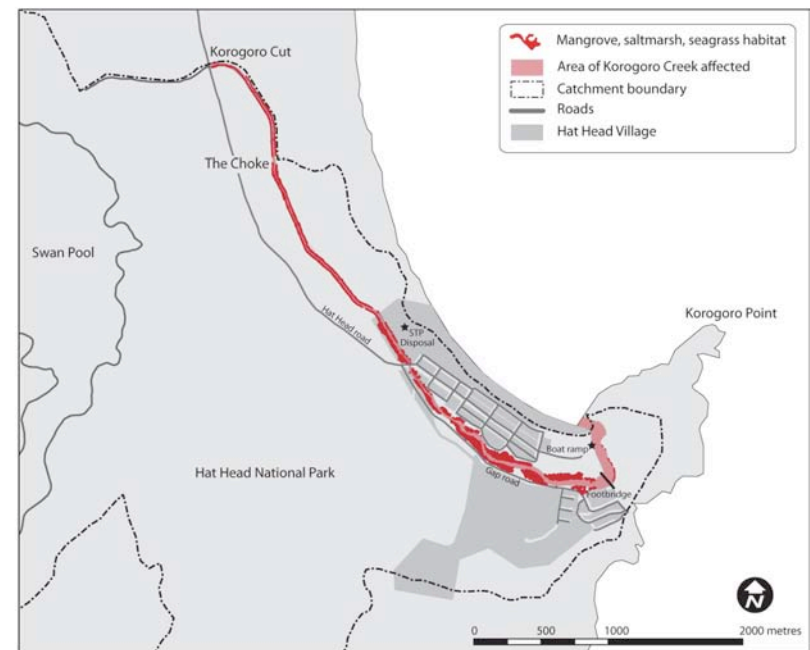 Korogoro Cut
Mangrove, saltmarsh, seagrass habitat
Area of Korogoro Creek affected
Catchment boundary
Roads
Hat Head Village
The Choke
Swan Pool
Korogoro Point
Hat Head road
STP
Disposal
Boat ramp
Hat Head National Park
Gap road
Footbridge
N
0 500 1000 2000 metres